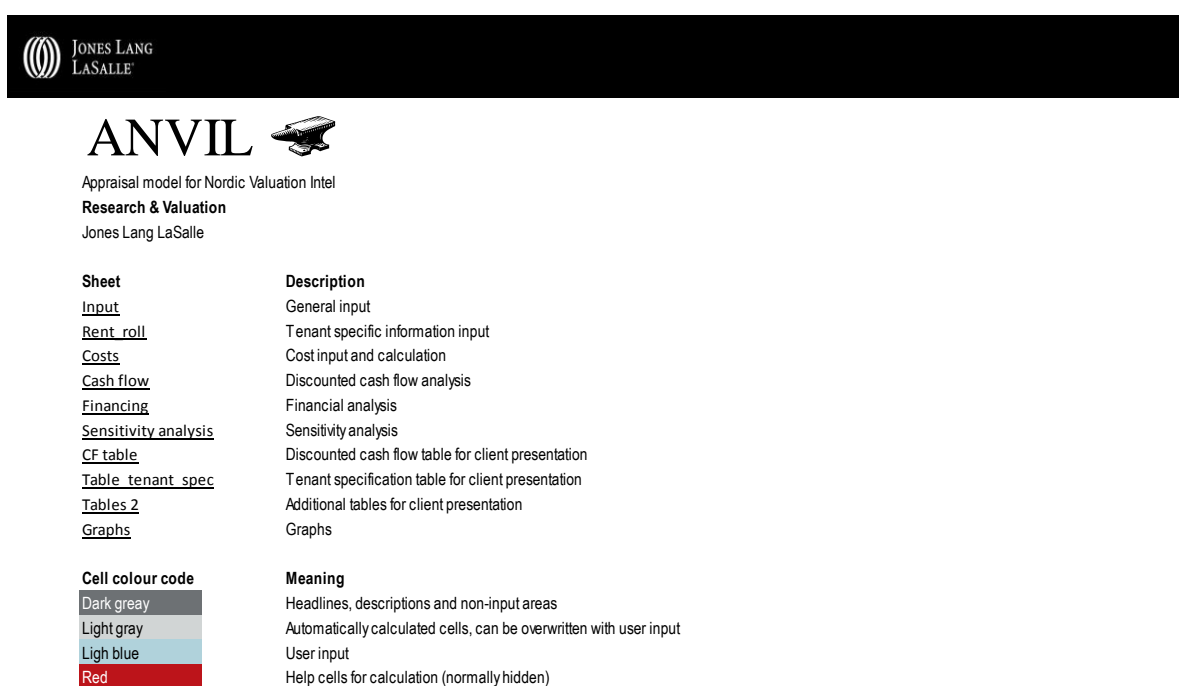 JONES LANG
LASALLE®
ANVIL
Appraisal model for Nordic Valuation Intel
Research & Valuation
Jones Lang LaSalle
Sheet Description
Input General input
Rent_roll Tenant specific information input
Costs Cost input and calculation
Cash flow Discounted cash flow analysis
Financing Financial analysis
Sensitivity analysis Sensitivity analysis
CF table Discounted cash flow table for client presentation
Table_tenant_spec Tenant specification table for client presentation
Tables 2 Additional tables for client presentation
Graphs Graphs
Cell colour code Meaning
Dark greay Headlines, descriptions and non-input areas
Light gray Automatically calculated cells, can be overwritten with user input
Ligh blue User input
Red Help cells for calculation (normally hidden)